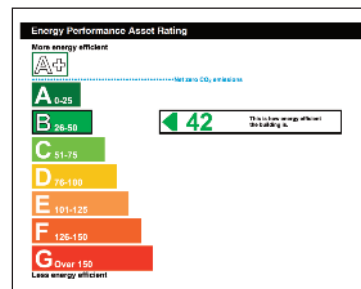 Energy Performance Asset Rating
More energy efficient
A+
Net zero CO₂ emissions
A 0-25
B 26-50
42 This is how energy efficient
the building is.
C 51-75
D 76-100
E 101-125
F 126-150
G Over 150
Less energy efficient